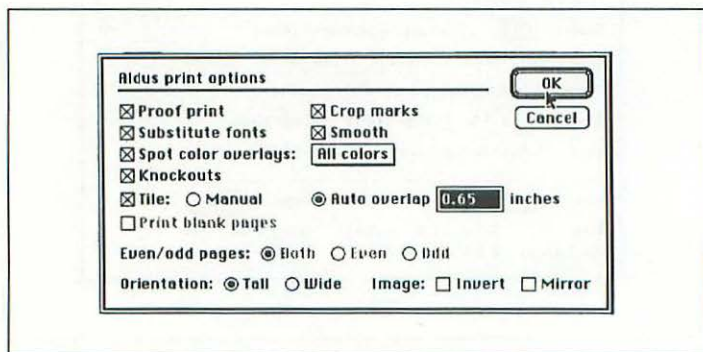 Aldus print options
OK
Proof print Crop marks
Cancel
Substitute fonts Smooth
Spot color overlays: All colors
Knockouts
Tile: Manual Auto overlap 0.65 inches
Print blank pages
Even/odd pages: Both Even Odd
Orientation: Tall Wide Image: Invert Mirror